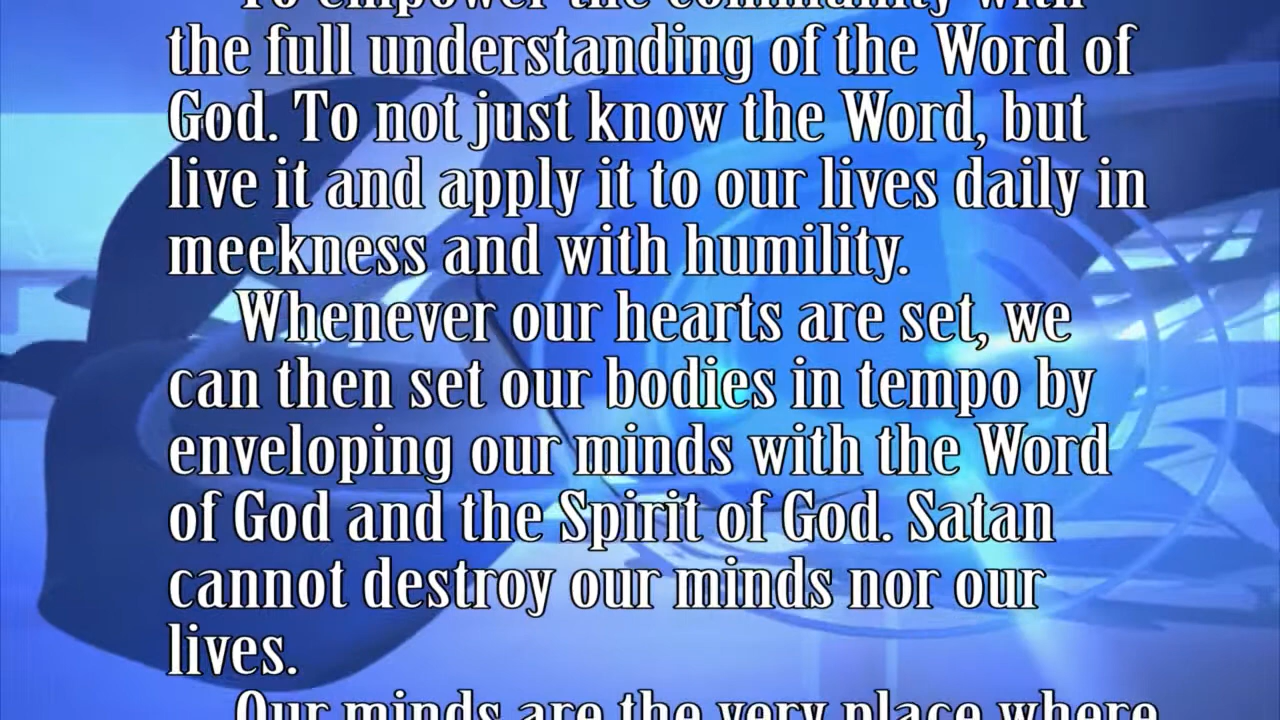 To empower the community with
the full understanding of the Word of
God. To not just know the Word, but
live it and apply it to our lives daily in
meekness and with humility.
Whenever our hearts are set, we
can then set our bodies in tempo by
enveloping our minds with the Word
of God and the Spirit of God. Satan
cannot destroy our minds nor our
lives.
Our minds are the very place where